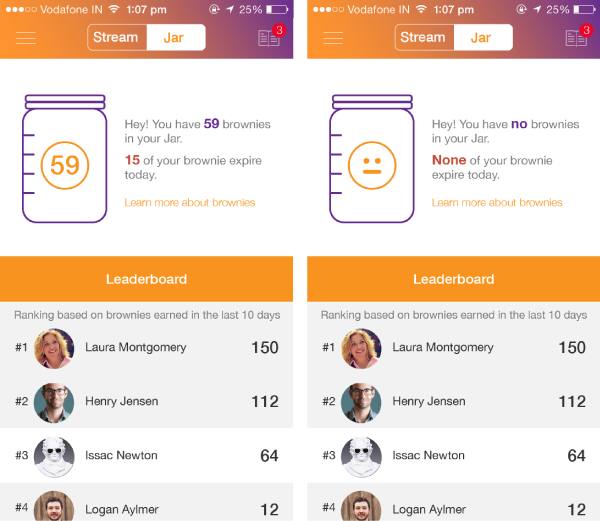 Vodafone IN 1:07 pm 25%
Stream Jar 3
Hey! You have 59 brownies
in your Jar.
59
15 of your brownie expire
today.
Learn more about brownies
Leaderboard
Ranking based on brownies earned in the last 10 days
#1 Laura Montgomery 150
#2 Henry Jensen 112
#3 Issac Newton 64
#4 Logan Aylmer 12
Vodafone IN 1:07 pm 25%
Stream Jar 3
Hey! You have no brownies
in your Jar.
None of your brownie
expire today.
Learn more about brownies
Leaderboard
Ranking based on brownies earned in the last 10 days
#1 Laura Montgomery 150
#2 Henry Jensen 112
#3 Issac Newton 64
#4 Logan Aylmer 12